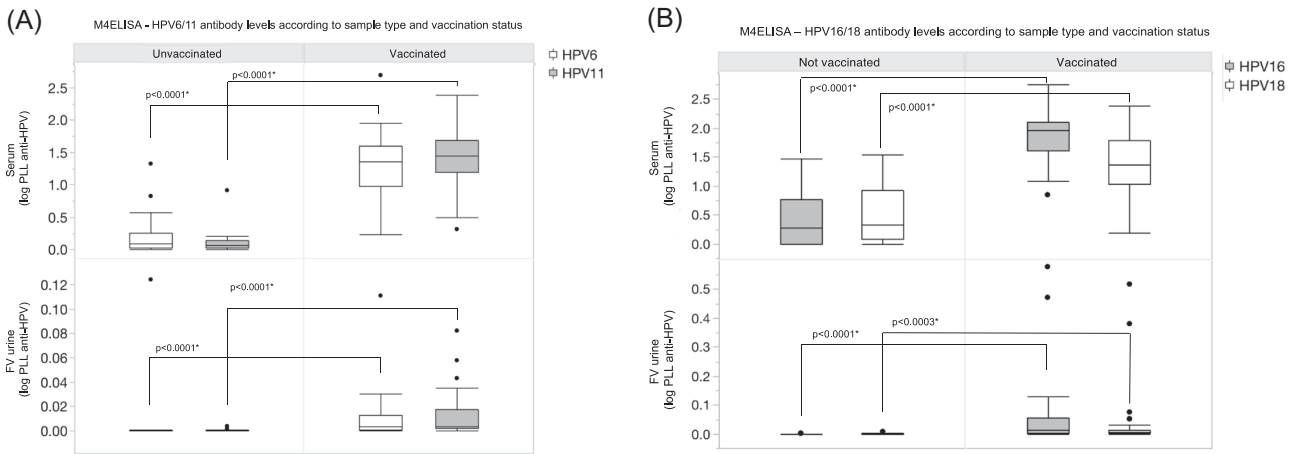 (A)
M4ELISA - HPV6/11 antibody levels according to sample type and vaccination status
Unvaccinated
Vaccinated
HPV6
HPV11
Serum
(log PLL anti-HPV)
2.5
2.0
1.5
1.0
0.5
0.0
p<0.0001*
p<0.0001*
FV urine
(log PLL anti-HPV)
0.12
0.10
0.08
0.06
0.04
0.02
0.00
p<0.0001*
p<0.0001*
(B)
M4ELISA – HPV16/18 antibody levels according to sample type and vaccination status
Not vaccinated
Vaccinated
HPV16
HPV18
Serum
(log PLL anti-HPV)
2.5
2.0
1.5
1.0
0.5
0.0
p<0.0001*
p<0.0001*
FV urine
(log PLL anti-HPV)
0.5
0.4
0.3
0.2
0.1
0.0
p<0.0001*
p<0.0003*